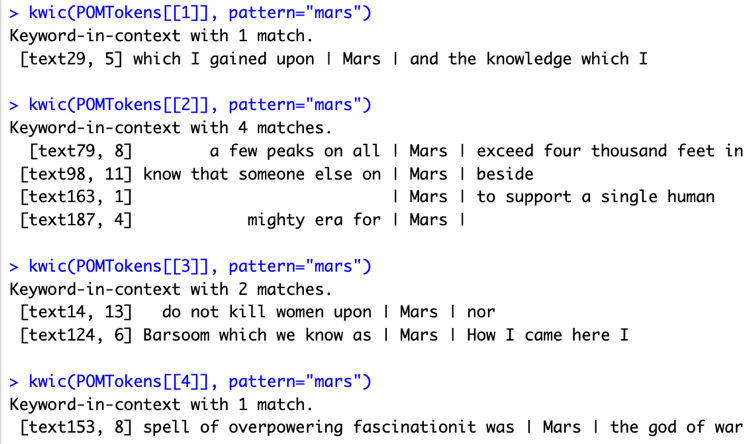 > kwic(POMTokens[[1]], pattern="mars")
Keyword-in-context with 1 match.
[text29, 5] which I gained upon | Mars | and the knowledge which I
> kwic(POMTokens[[2]], pattern="mars")
Keyword-in-context with 4 matches.
[text79, 8] a few peaks on all | Mars | exceed four thousand feet in
[text98, 11] know that someone else on | Mars | beside
[text163, 1] | Mars | to support a single human
[text187, 4] mighty era for | Mars |
> kwic(POMTokens[[3]], pattern="mars")
Keyword-in-context with 2 matches.
[text14, 13] do not kill women upon | Mars | nor
[text124, 6] Barsoom which we know as | Mars | How I came here I
> kwic(POMTokens[[4]], pattern="mars")
Keyword-in-context with 1 match.
[text153, 8] spell of overpowering fascinationit was | Mars | the god of war